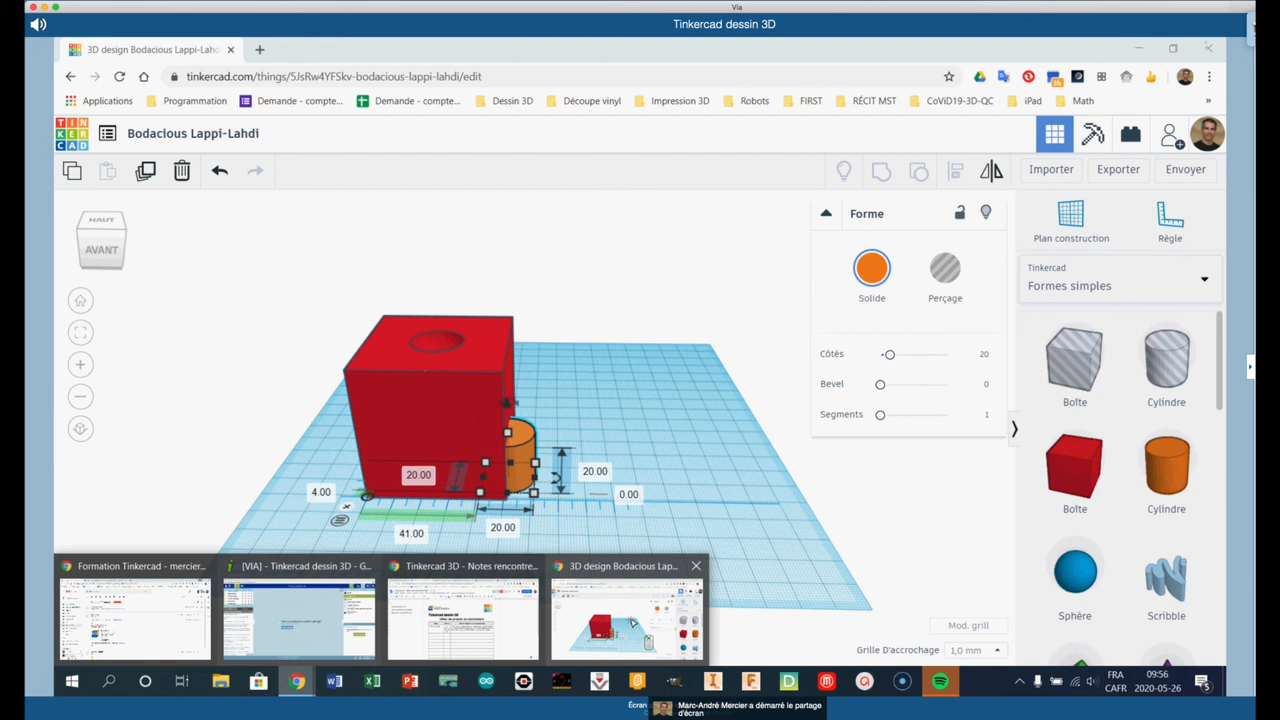 Via
Tinkercad dessin 3D
3D design Bodacious Lappi-Lahd
tinkercad.com/things/5JsRw4YFSkv-bodacious-lappi-lahdi/edit
Applications Programmation Demande - compte... Demande - compte... Dessin 3D Découpe vinyl Impression 3D Robots FIRST RÉCIT MST CoViD19-3D-QC iPad Math »
TIN
KER
CAD
Bodacious Lappi-Lahdi
Importer Exporter Envoyer
HAUT
AVANT
Forme
Solide Perçage
Côtés 20
Bevel 0
Segments 1
Plan construction Règle
Tinkercad
Formes simples
Boîte Cylindre
Boîte Cylindre
Sphère Scribble
20.00
20.00
4.00
0.00
20.00
41.00
Mod. grill
Grille D'accrochage 1,0 mm
Formation Tinkercad - mercier... [VIA] - Tinkercad dessin 3D - G... Tinkercad 3D - Notes rencontre... 3D design Bodacious Lap...
FRA
CAFR
09:56
2020-05-26
5
Marc-André Mercier a démarré le partage
d'écran